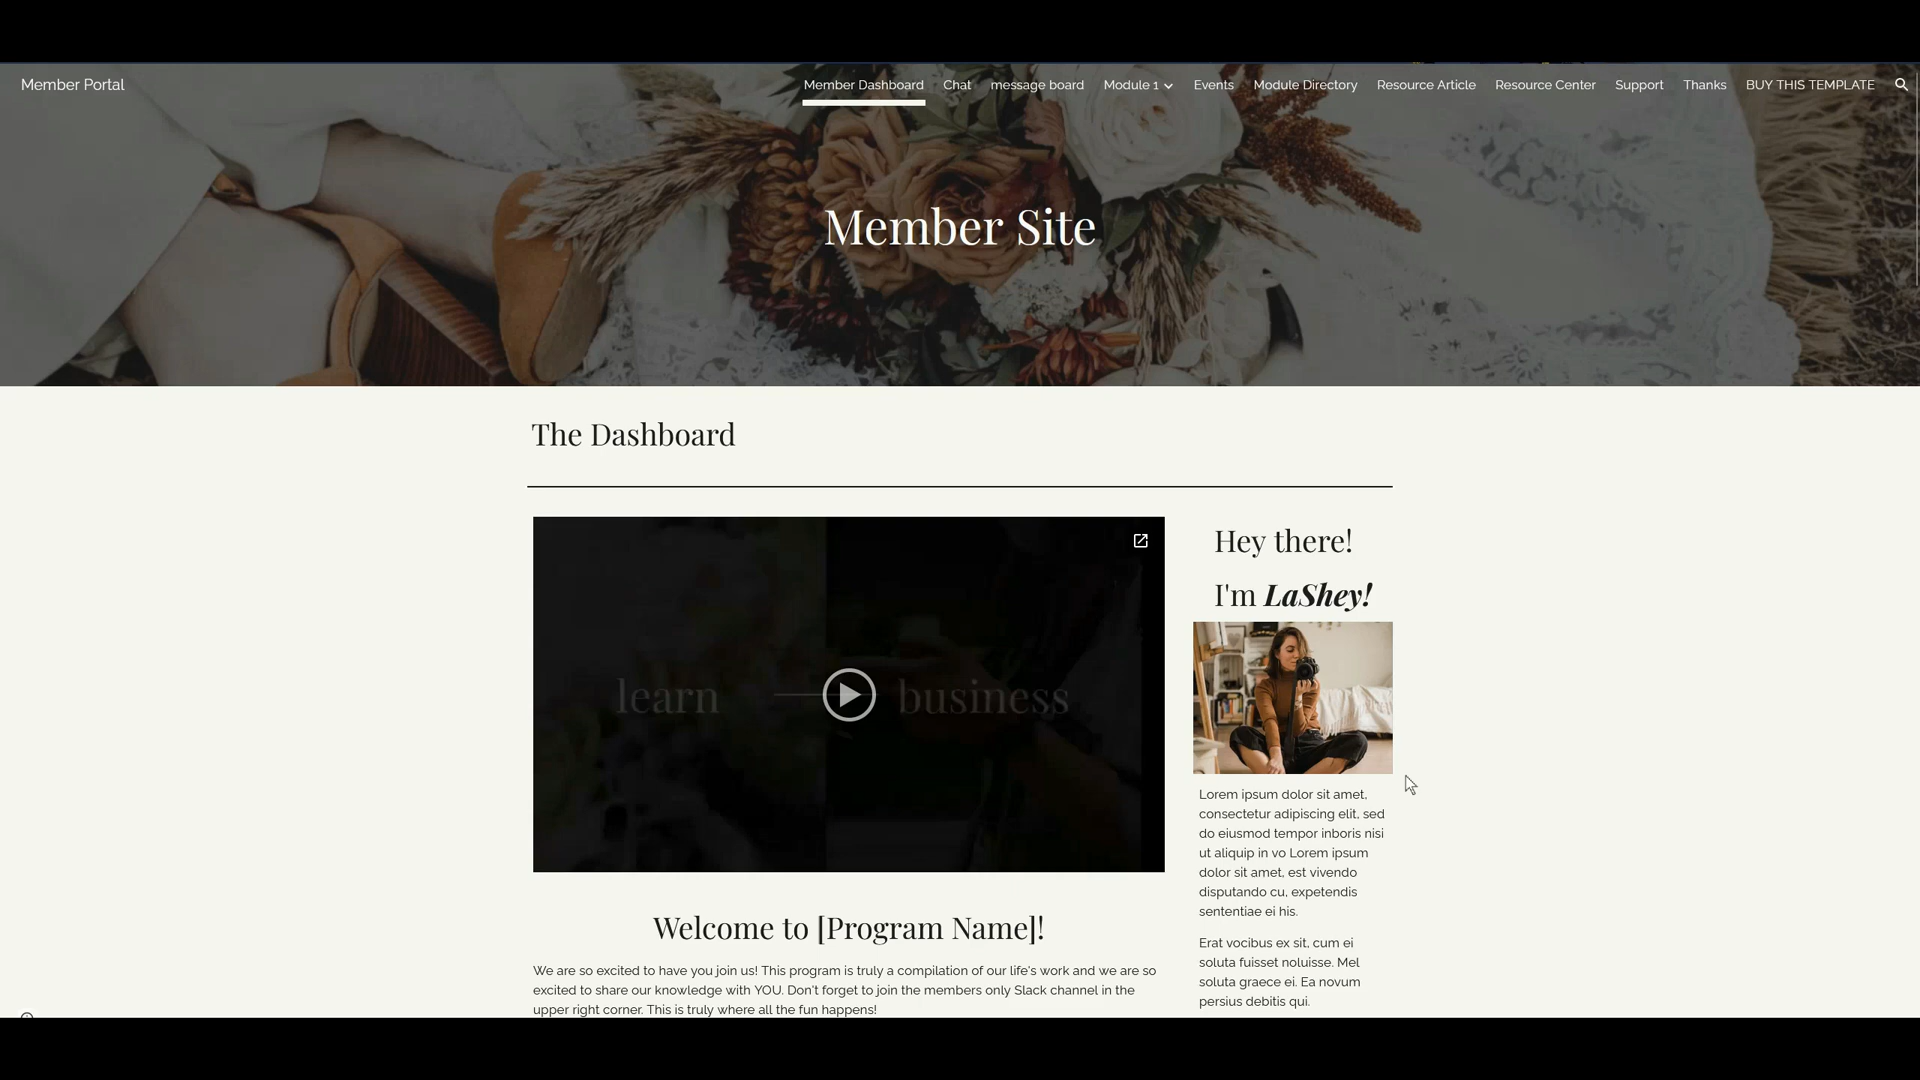 Member Portal
Member Dashboard Chat message board Module 1 Events Module Directory Resource Article Resource Center Support Thanks BUY THIS TEMPLATE
Member Site
The Dashboard
learn business
Welcome to [Program Name]!
We are so excited to have you join us! This program is truly a compilation of our life's work and we are so
excited to share our knowledge with YOU. Don't forget to join the members only Slack channel in the
upper right corner. This is truly where all the fun happens!
Hey there!
I'm LaShey!
Lorem ipsum dolor sit amet,
consectetur adipiscing elit, sed
do eiusmod tempor inboris nisi
ut aliquip in vo Lorem ipsum
dolor sit amet, est vivendo
disputando cu, expetendis
sententiae ei his.
Erat vocibus ex sit, cum ei
soluta fuisset noluisse. Mel
soluta graece ei. Ea novum
persius debitis qui.